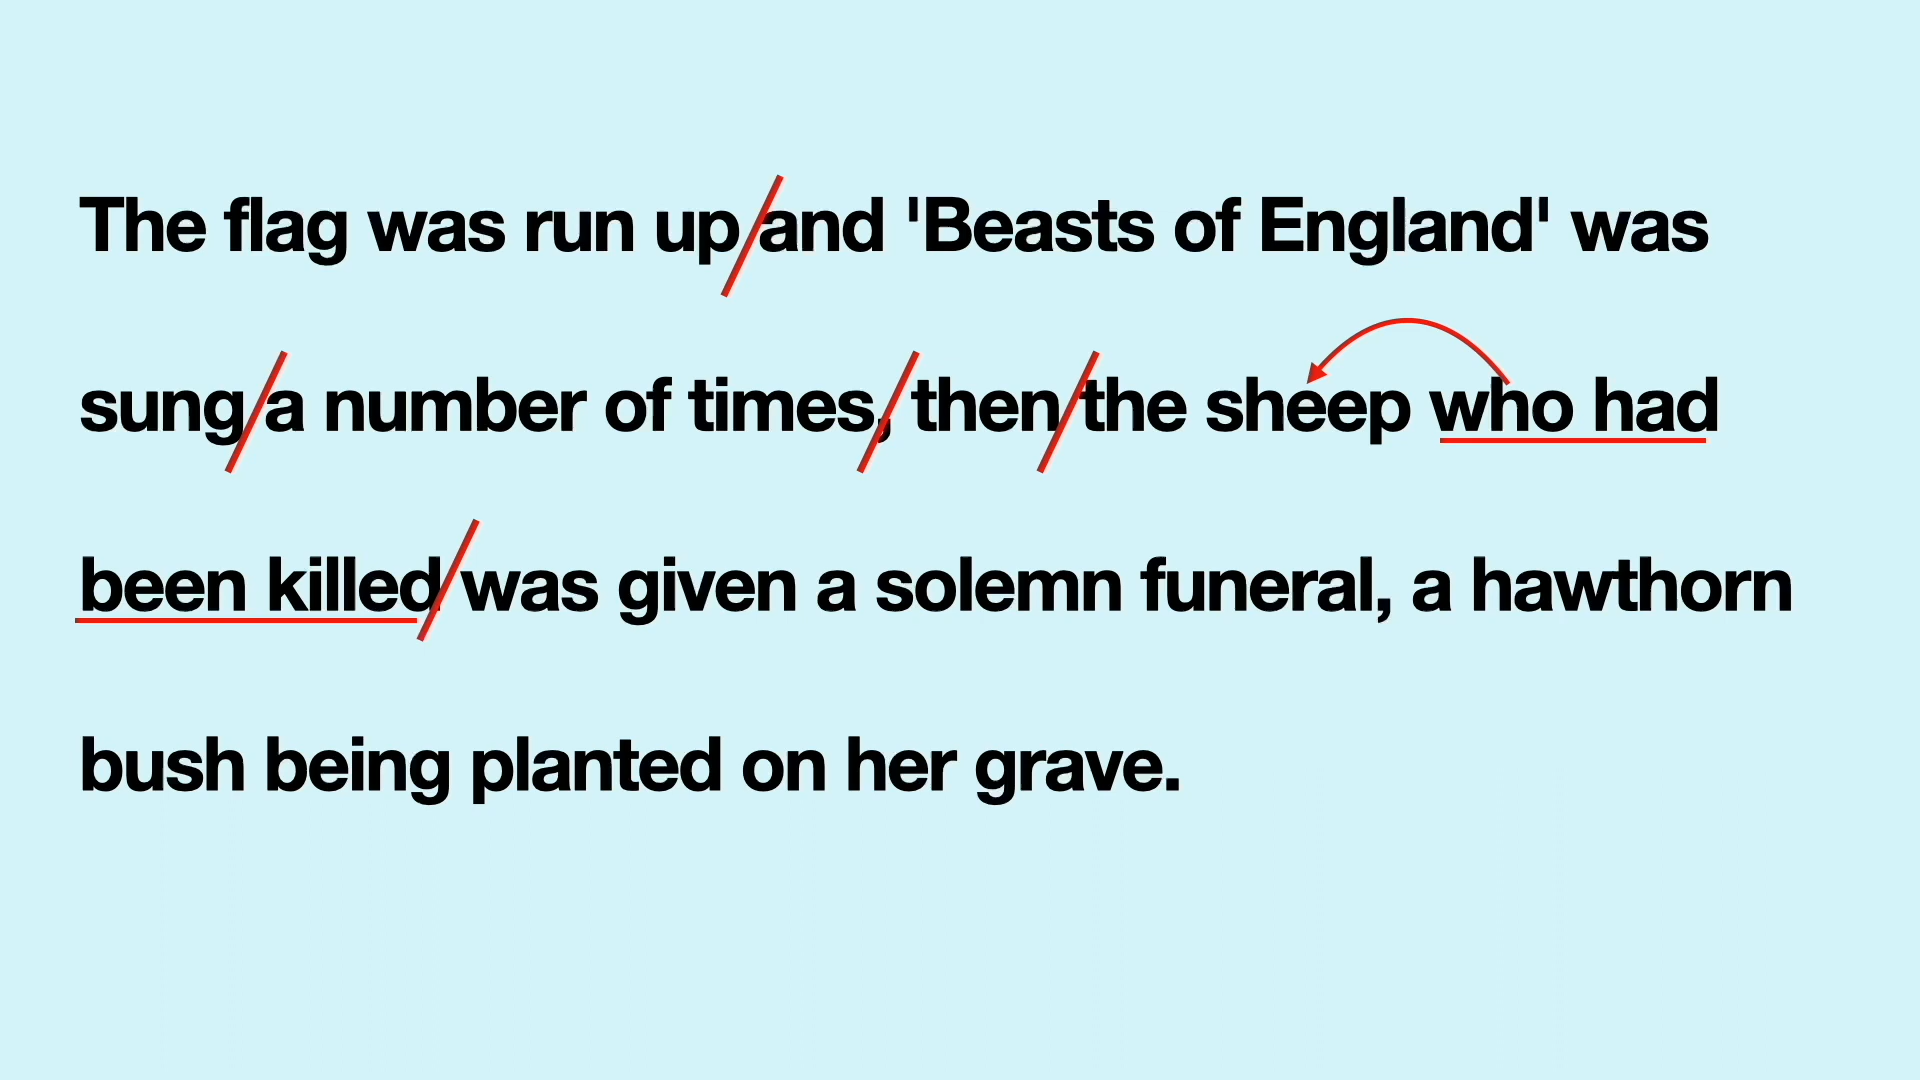 The flag was run up and 'Beasts of England' was
sung a number of times, then the sheep who had
been killed was given a solemn funeral, a hawthorn
bush being planted on her grave.